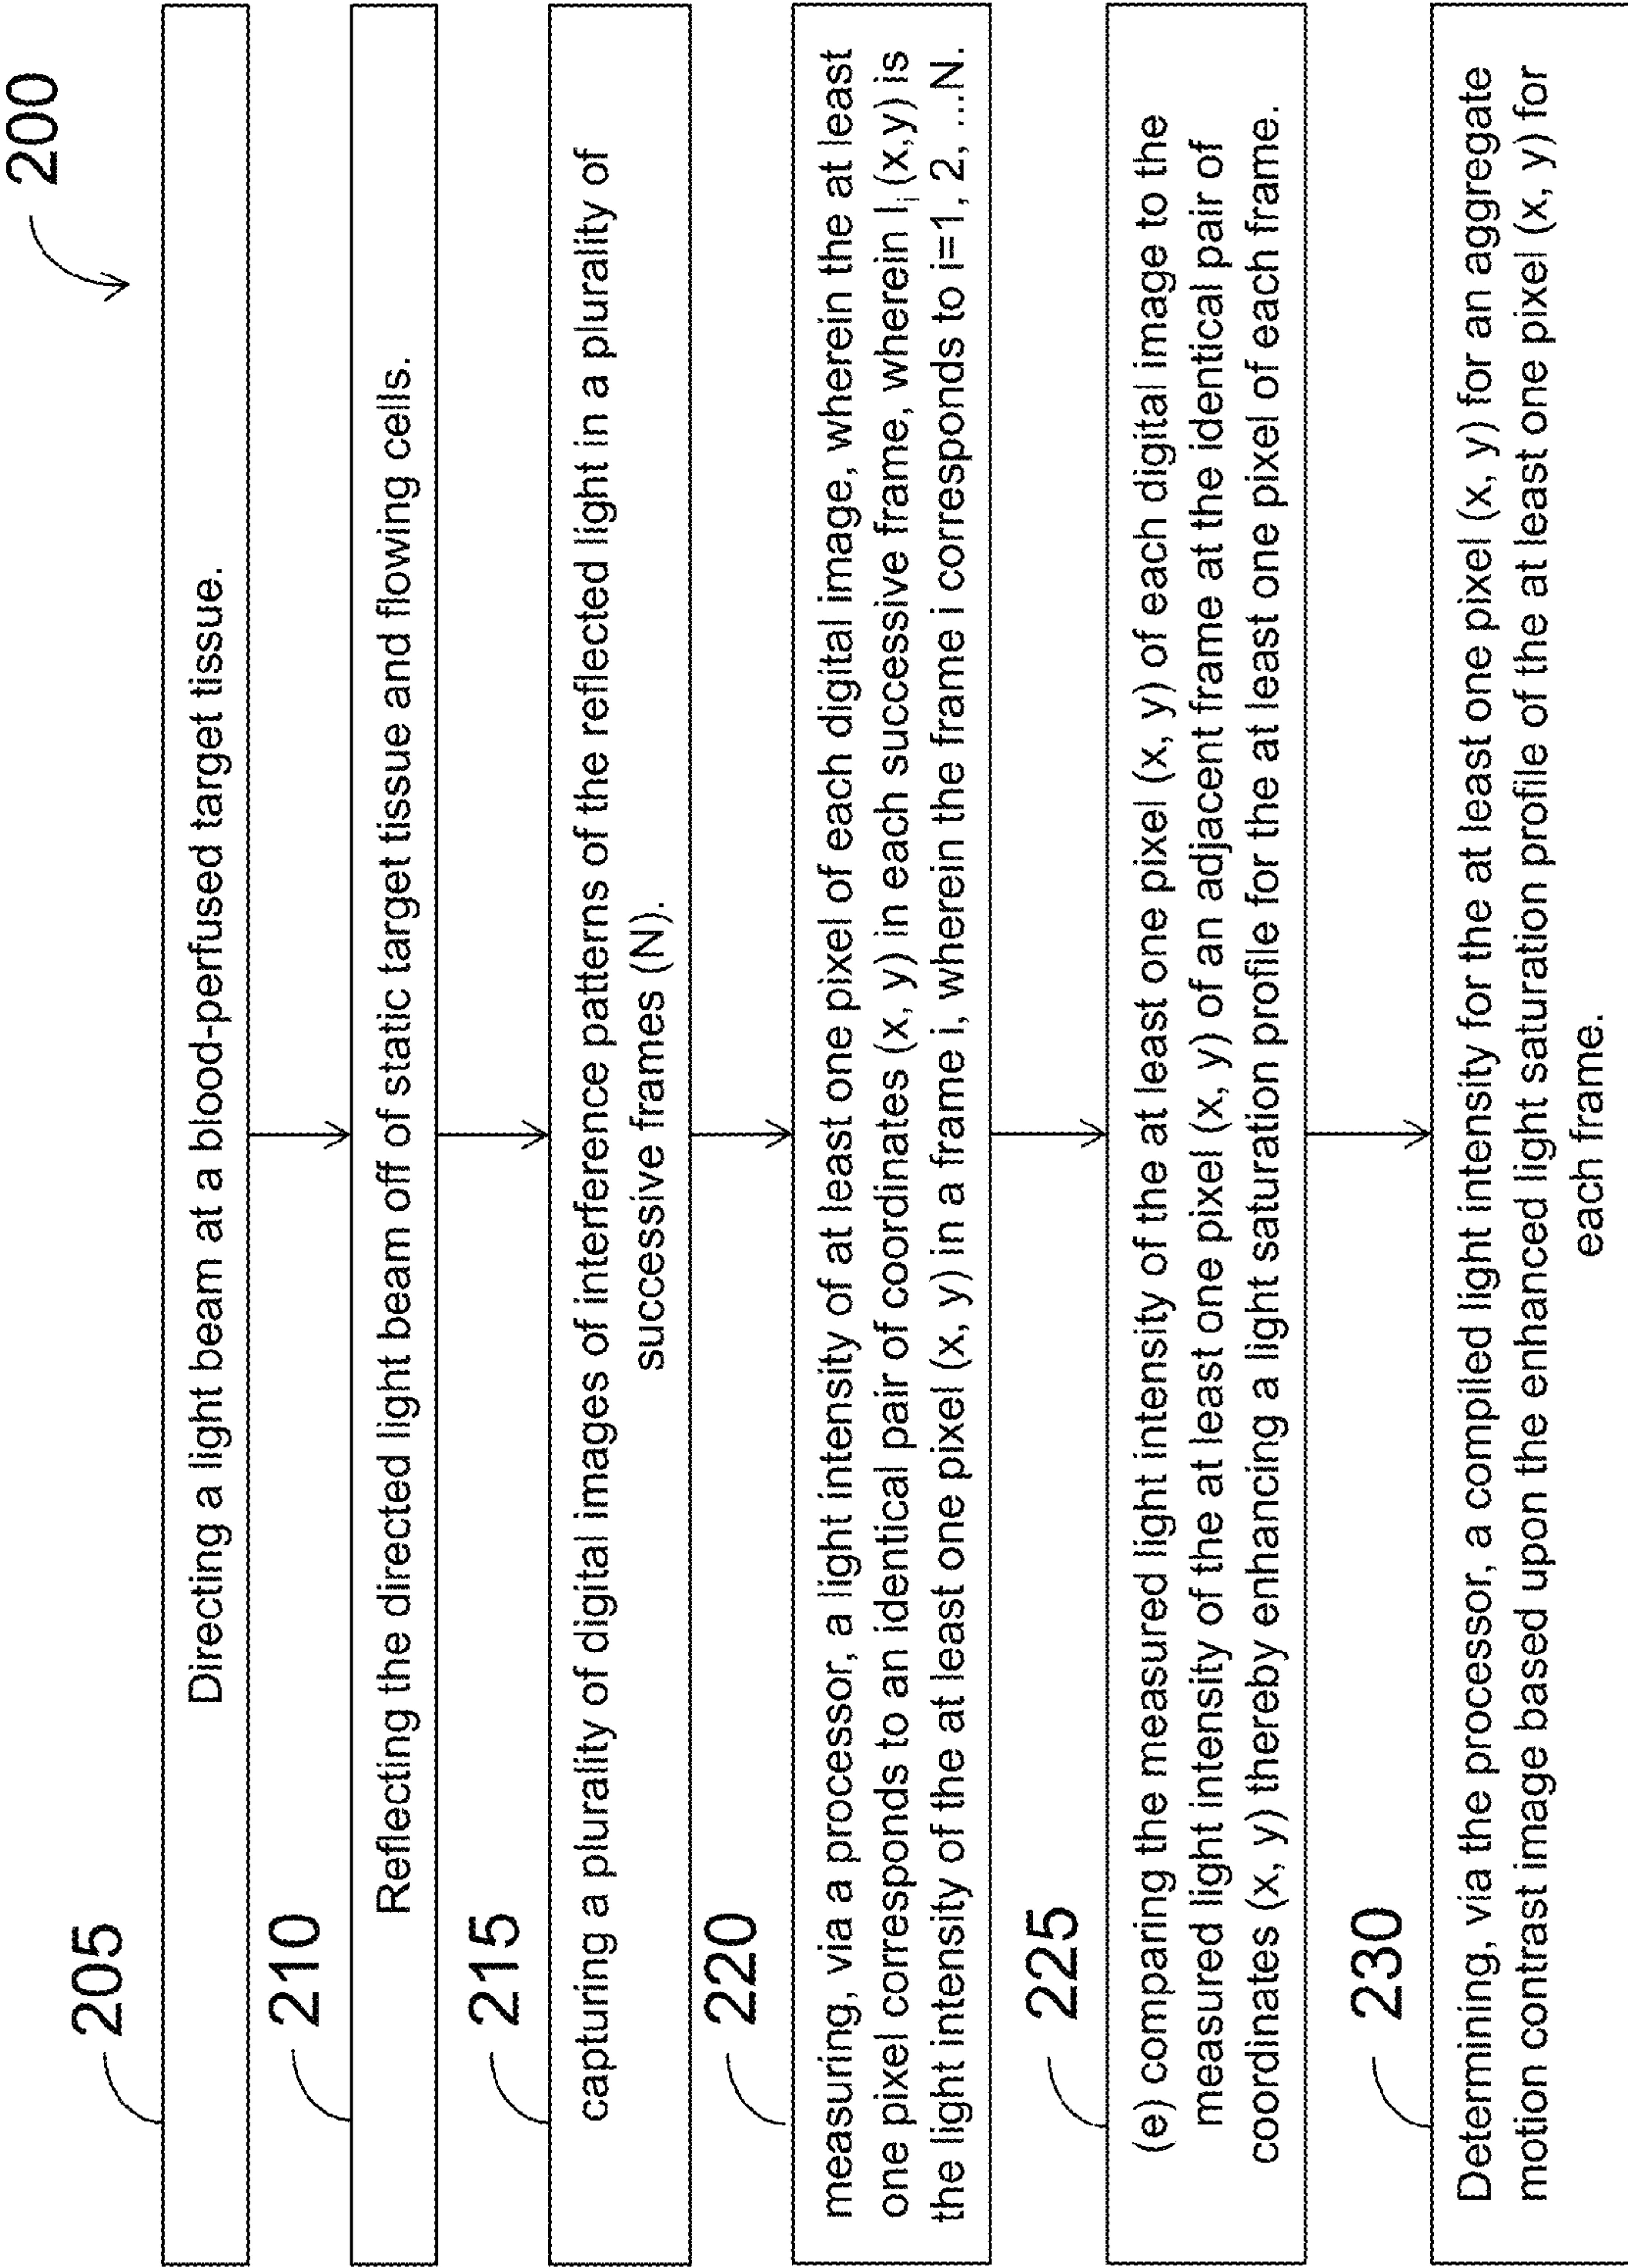 200
205
Directing a light beam at a blood-perfused target tissue.
210
Reflecting the directed light beam off of static target tissue and flowing cells.
215
capturing a plurality of digital images of interference patterns of the reflected light in a plurality of
successive frames (N).
220
measuring, via a processor, a light intensity of at least one pixel of each digital image, wherein the at least
one pixel corresponds to an identical pair of coordinates (x, y) in each successive frame, wherein Iᵢ (x,y) is
the light intensity of the at least one pixel (x, y) in a frame i, wherein the frame i corresponds to i=1, 2, ...N.
225
(e) comparing the measured light intensity of the at least one pixel (x, y) of each digital image to the
measured light intensity of the at least one pixel (x, y) of an adjacent frame at the identical pair of
coordinates (x, y) thereby enhancing a light saturation profile for the at least one pixel of each frame.
230
Determining, via the processor, a compiled light intensity for the at least one pixel (x, y) for an aggregate
motion contrast image based upon the enhanced light saturation profile of the at least one pixel (x, y) for
each frame.